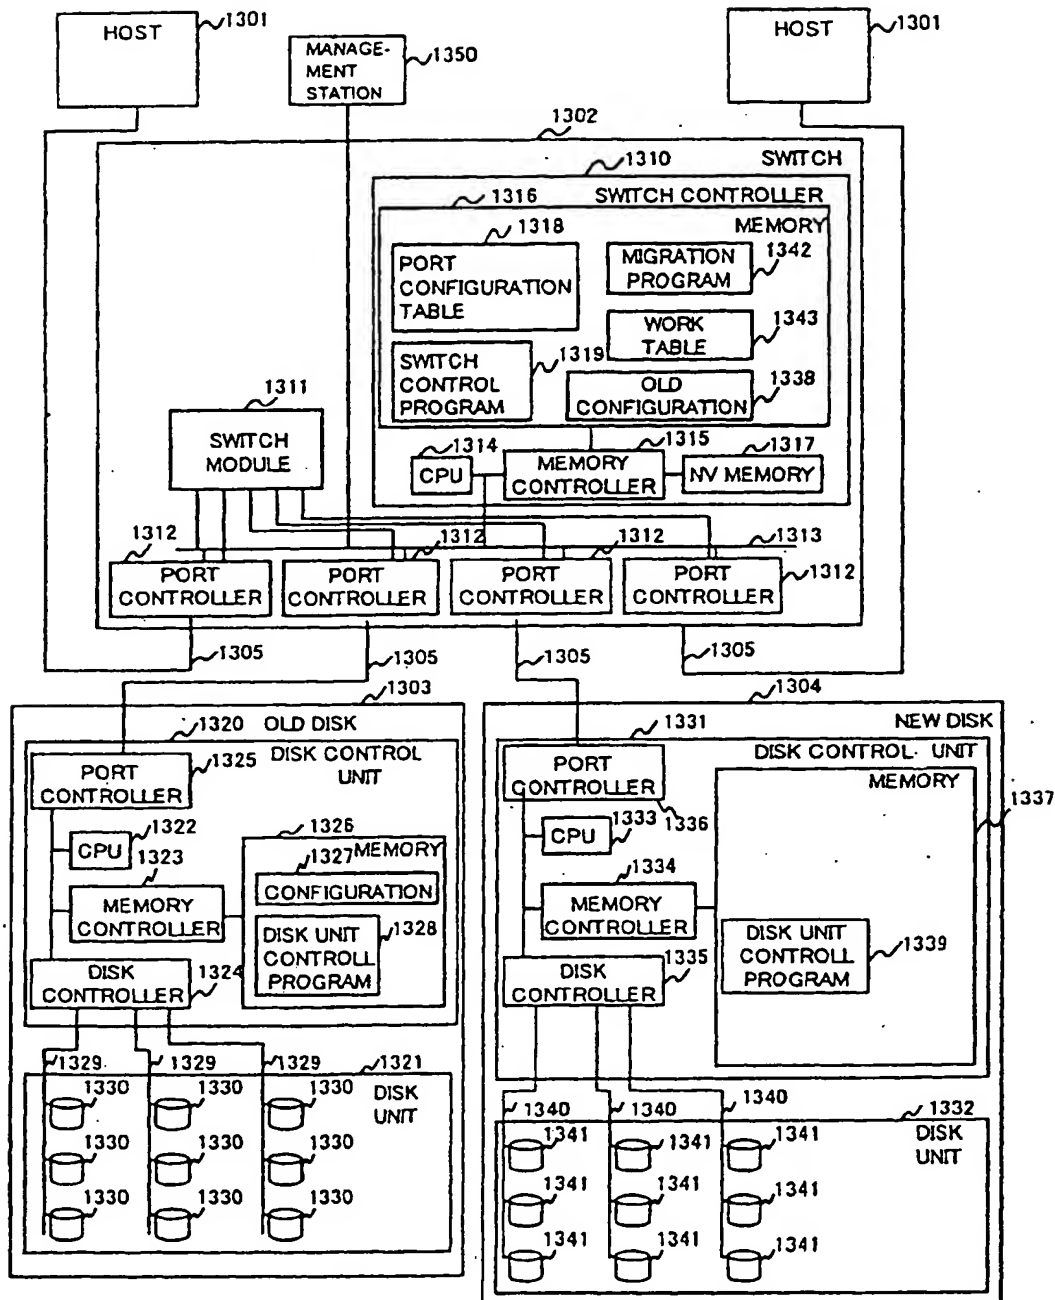 HOST
1301
MANAGE-
MENT
STATION
1350
HOST
1301
1302
SWITCH
1310
SWITCH CONTROLLER
1316
MEMORY
1318
PORT
CONFIGURATION
TABLE
MIGRATION
PROGRAM
1342
WORK
TABLE
1343
SWITCH
CONTROL
PROGRAM
1319
OLD
CONFIGURATION
1338
1311
SWITCH
MODULE
1314
CPU
1315
MEMORY
CONTROLLER
1317
NV MEMORY
1313
1312
PORT
CONTROLLER
1312
PORT
CONTROLLER
1312
PORT
CONTROLLER
PORT
CONTROLLER
1312
1305
1305
1305
1305
1303
OLD DISK
1320
DISK CONTROL
UNIT
PORT
CONTROLLER
1325
1322
CPU
1323
MEMORY
CONTROLLER
1326
MEMORY
1327
CONFIGURATION
DISK UNIT
CONTROLL
PROGRAM
1328
DISK
CONTROLLER
1324
1329
1329
1329
1321
DISK
UNIT
1330
1330
1330
1330
1330
1330
1330
1330
1330
1304
NEW DISK
1331
DISK CONTROL UNIT
PORT
CONTROLLER
1336
MEMORY
1337
CPU
1333
1334
MEMORY
CONTROLLER
DISK UNIT
CONTROLL
PROGRAM
1339
DISK
CONTROLLER
1335
1340
1340
1340
1332
DISK
UNIT
1341
1341
1341
1341
1341
1341
1341
1341
1341